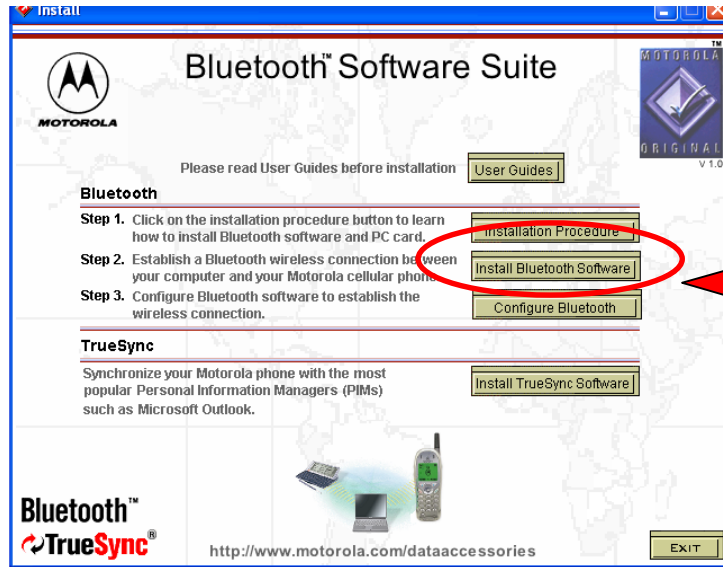 Install
Bluetooth™ Software Suite
MOTOROLA
TM
MOTOROLA
ORIGINAL
V 1.0
Please read User Guides before installation
User Guides
Bluetooth
Step 1. Click on the installation procedure button to learn
how to install Bluetooth software and PC card.
Installation Procedure
Step 2. Establish a Bluetooth wireless connection between
your computer and your Motorola cellular phone.
Install Bluetooth Software
Step 3. Configure Bluetooth software to establish the
wireless connection.
Configure Bluetooth
TrueSync
Synchronize your Motorola phone with the most
popular Personal Information Managers (PIMs)
such as Microsoft Outlook.
Install TrueSync Software
Bluetooth™
TrueSync®
http://www.motorola.com/dataaccessories
EXIT